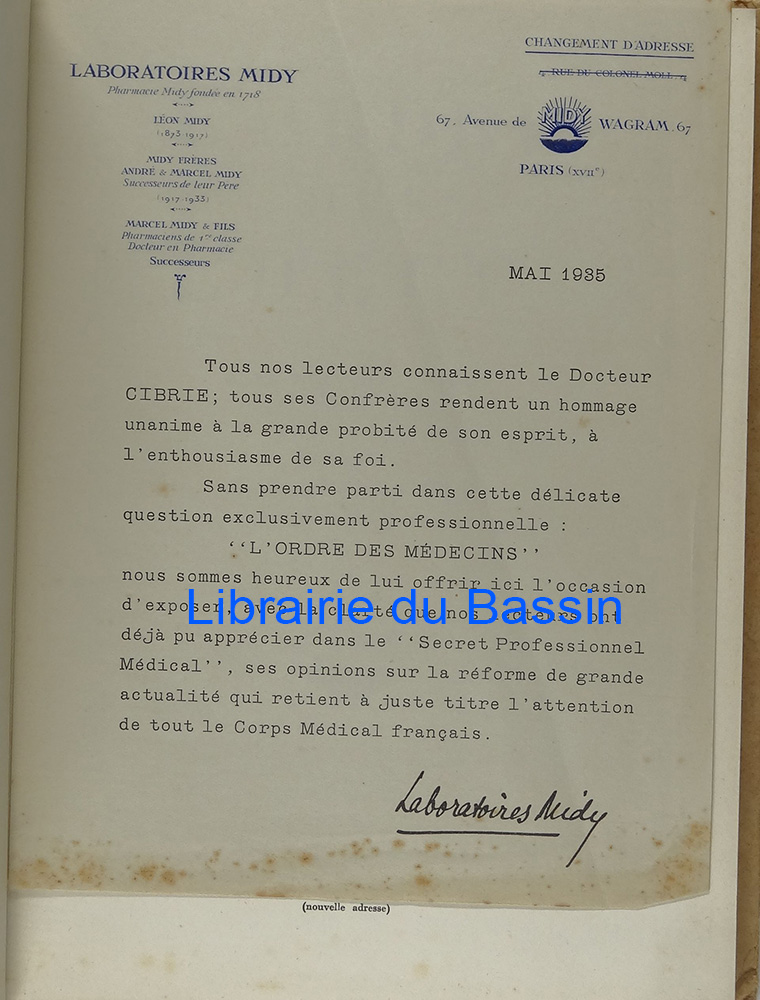 LABORATOIRES MIDY
Pharmacie Midy fondée en 1718
LÉON MIDY
(1873-1917)
MIDY FRÈRES
ANDRÉ & MARCEL MIDY
Successeurs de leur Père
(1917-1933)
MARCEL MIDY & FILS
Pharmaciens de 1re classe
Docteur en Pharmacie
Successeurs
CHANGEMENT D'ADRESSE
4, RUE DU COLONEL-MOLL, 4
67, Avenue de WAGRAM, 67
MIDY
PARIS (XVIIe)
MAI 1935
Tous nos lecteurs connaissent le Docteur
CIBRIE; tous ses Confrères rendent un hommage
unanime à la grande probité de son esprit, à
l'enthousiasme de sa foi.
Sans prendre parti dans cette délicate
question exclusivement professionnelle :
‘‘L'ORDRE DES MÉDECINS’’
nous sommes heureux de lui offrir ici l'occasion
d'exposer, avec la clarté que nos lecteurs ont
déjà pu apprécier dans le ‘‘Secret Professionnel
Médical’’, ses opinions sur la réforme de grande
actualité qui retient à juste titre l'attention
de tout le Corps Médical français.
Laboratoires Midy
(nouvelle adresse)
Librairie du Bassin